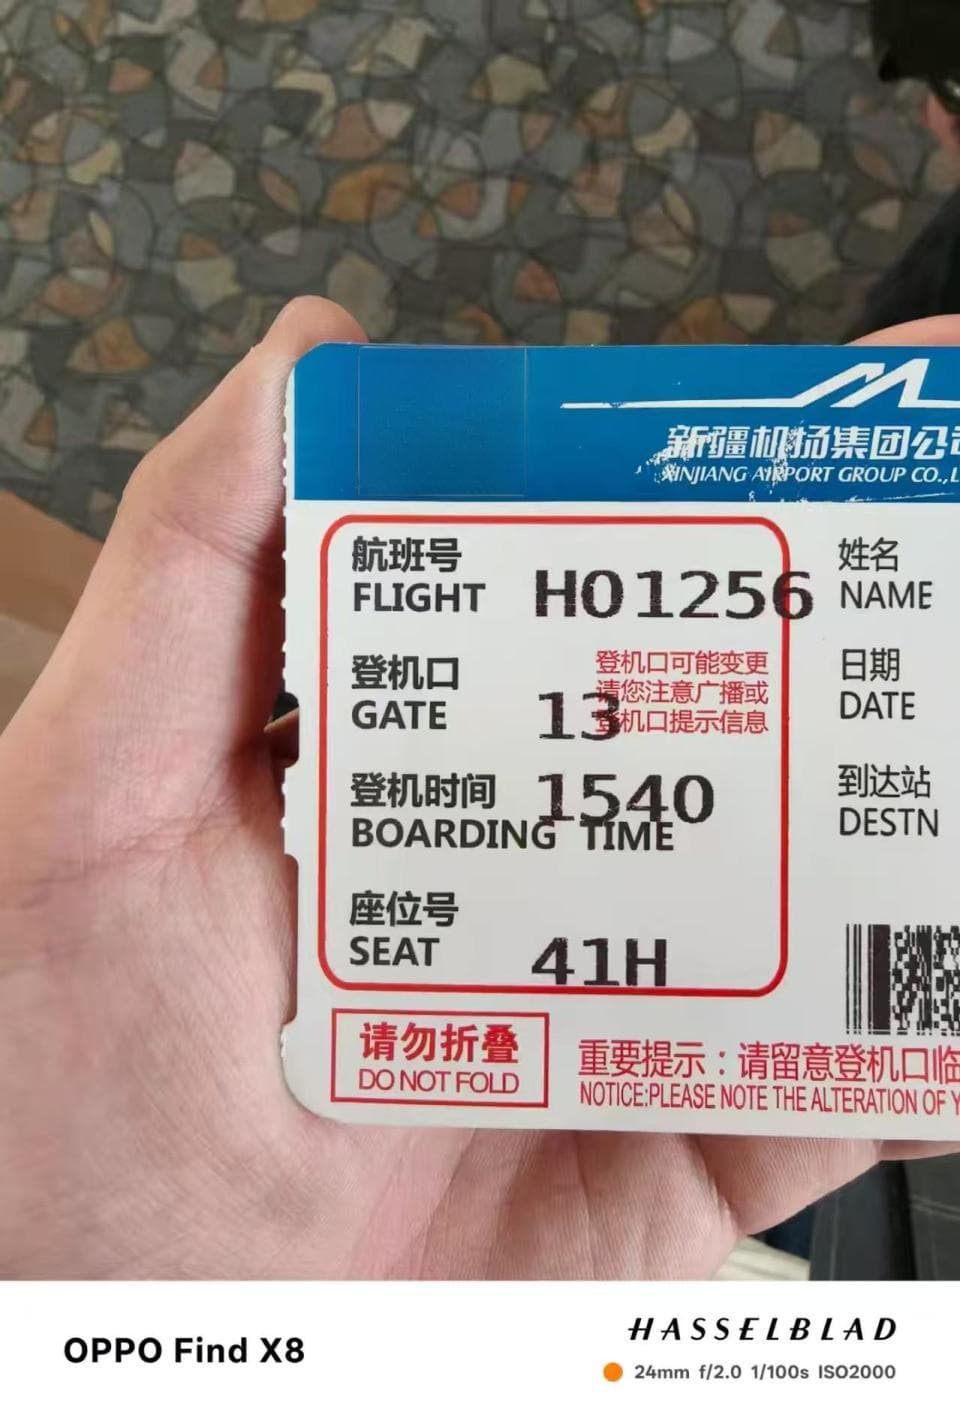 新疆机场集团公司
XINJIANG AIRPORT GROUP CO.,L
航班号
FLIGHT HO1256
登机口
GATE 13
登机口可能变更
请您注意广播或
登机口提示信息
登机时间 1540
BOARDING TIME
座位号
SEAT 41H
姓名
NAME
日期
DATE
到达站
DESTN
请勿折叠
DO NOT FOLD
重要提示：请留意登机口临
NOTICE:PLEASE NOTE THE ALTERATION OF Y
OPPO Find X8
HASSELBLAD
24mm f/2.0 1/100s ISO2000